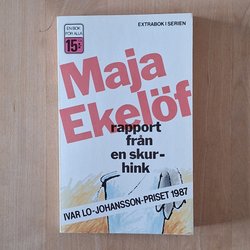 EN BOK
FÖR ALLA
15:-
EXTRABOK I SERIEN
Maja
Ekelöf
rapport
från
en skur-
hink
IVAR LO-JOHANSSON-PRISET 1987